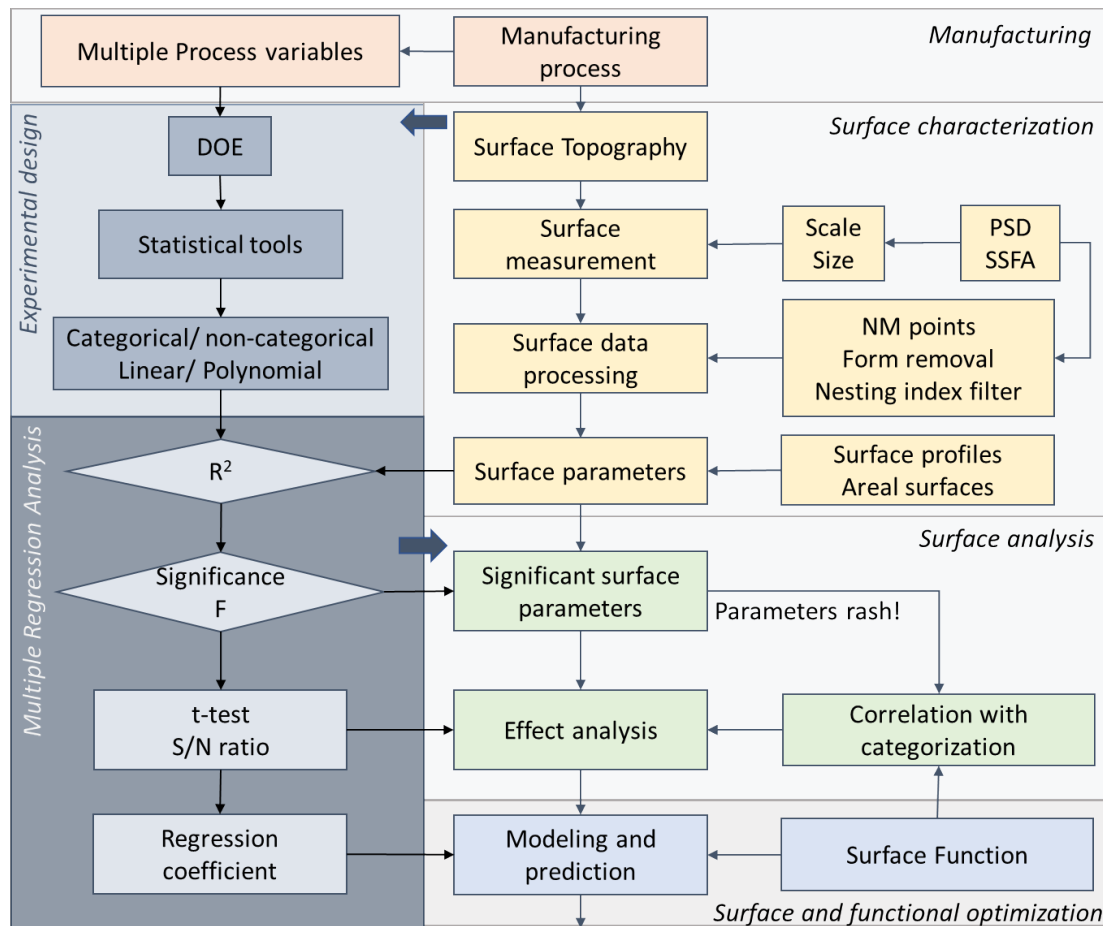 Multiple Process variables
Manufacturing
process
Manufacturing
Experimental design
DOE
Surface Topography
Surface characterization
Statistical tools
Surface
measurement
Scale
Size
PSD
SSFA
Categorical/ non-categorical
Linear/ Polynomial
Surface data
processing
NM points
Form removal
Nesting index filter
Multiple Regression Analysis
R²
Surface parameters
Surface profiles
Areal surfaces
Surface analysis
Significance
F
Significant surface
parameters
Parameters rash!
t-test
S/N ratio
Effect analysis
Correlation with
categorization
Regression
coefficient
Modeling and
prediction
Surface Function
Surface and functional optimization